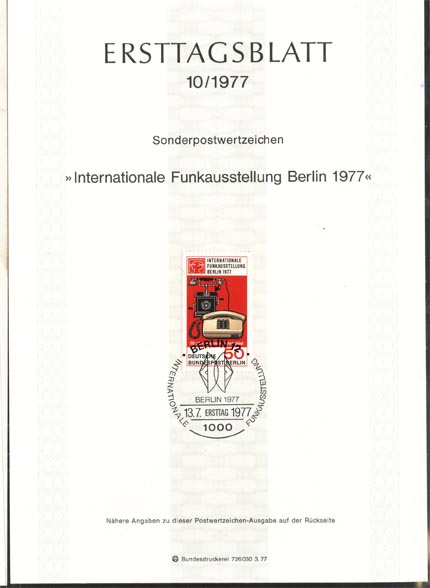 ERSTTAGSBLATT
10/1977
Sonderpostwertzeichen
»Internationale Funkausstellung Berlin 1977«
INTERNATIONALE
FUNKAUSSTELLUNG
BERLIN 1977
50
DEUTSCHE
BUNDESPOST BERLIN
BERLIN 12
INTERNATIONALE FUNKAUSSTELLUNG
BERLIN 1977
13.7. ERSTTAG 1977
1000
Nähere Angaben zu dieser Postwertzeichen-Ausgabe auf der Rückseite
Bundesdruckerei 726030 3.77